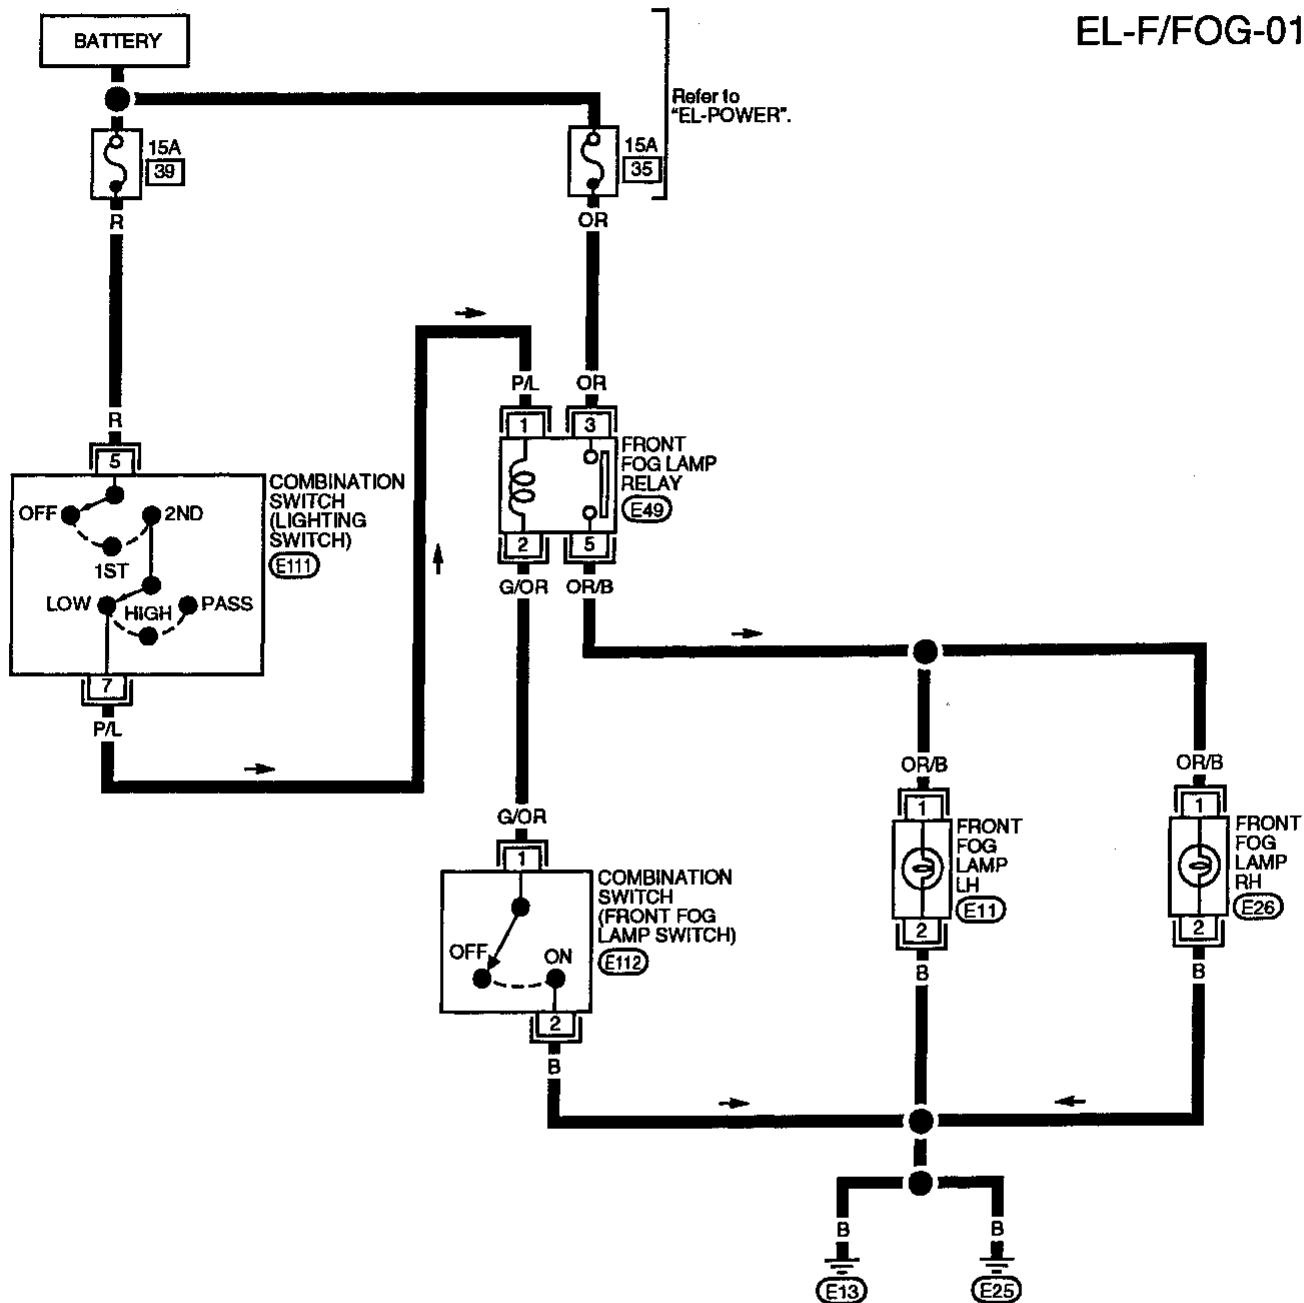 EL-F/FOG-01
BATTERY
Refer to
"EL-POWER".
15A
39
15A
35
R
OR
P/L
OR
R
1
3
5
FRONT
FOG LAMP
RELAY
E49
COMBINATION
SWITCH
(LIGHTING
SWITCH)
E111
OFF
2ND
1ST
LOW
HIGH
PASS
2
5
G/OR
OR/B
7
P/L
OR/B
OR/B
G/OR
1
1
1
FRONT
FOG
LAMP
LH
E11
FRONT
FOG
LAMP
RH
E26
COMBINATION
SWITCH
(FRONT FOG
LAMP SWITCH)
E112
OFF
ON
2
2
B
B
2
B
B
B
E13
E25